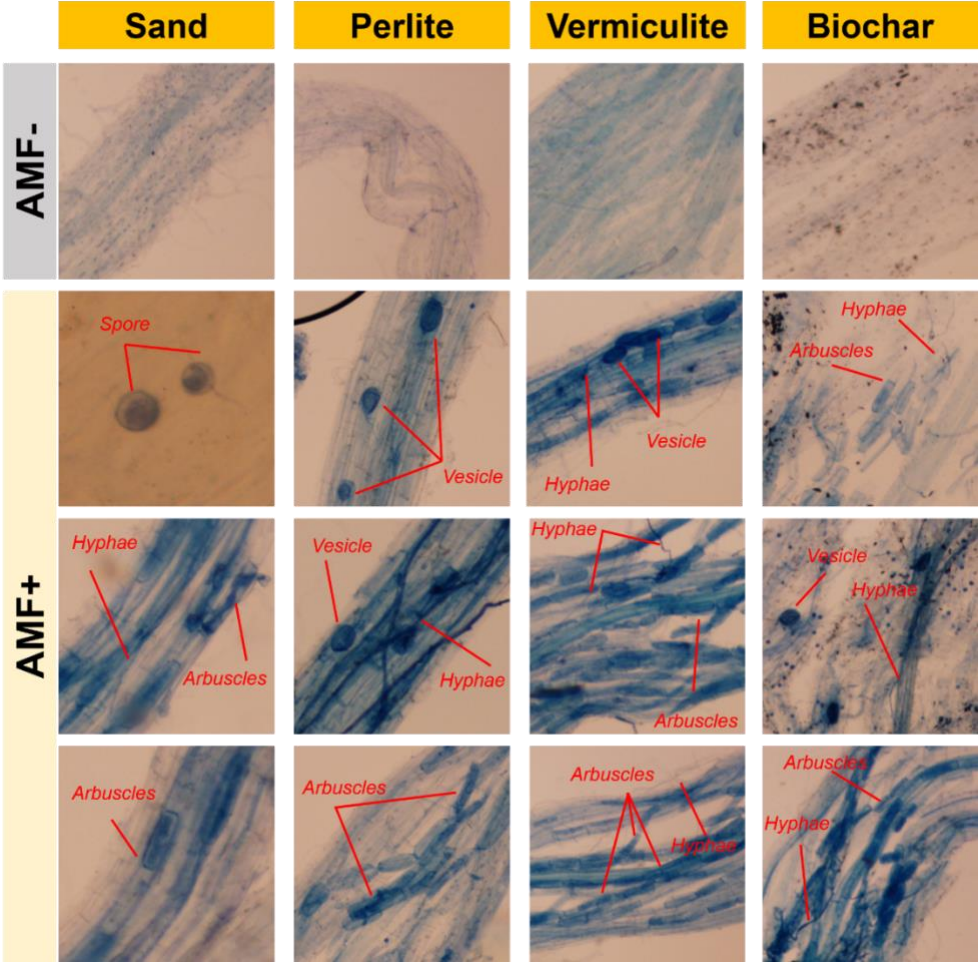 Sand
Perlite
Vermiculite
Biochar
AMF-
AMF+
Spore
Vesicle
Vesicle
Hyphae
Hyphae
Arbuscles
Hyphae
Arbuscles
Vesicle
Hyphae
Hyphae
Arbuscles
Vesicle
Hyphae
Arbuscles
Arbuscles
Arbuscles
Hyphae
Arbuscles
Hyphae